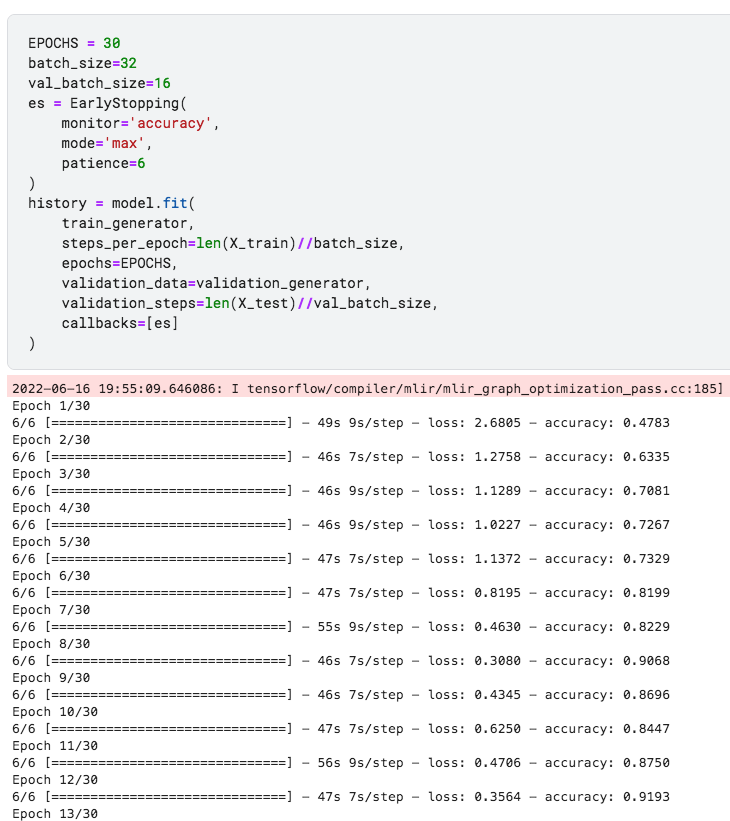 EPOCHS = 30
batch_size=32
val_batch_size=16
es = EarlyStopping(
    monitor='accuracy',
    mode='max',
    patience=6
)
history = model.fit(
    train_generator,
    steps_per_epoch=len(X_train)//batch_size,
    epochs=EPOCHS,
    validation_data=validation_generator,
    validation_steps=len(X_test)//val_batch_size,
    callbacks=[es]
)
2022-06-16 19:55:09.646086: I tensorflow/compiler/mlir/mlir_graph_optimization_pass.cc:185]
Epoch 1/30
6/6 [==============================] - 49s 9s/step - loss: 2.6805 - accuracy: 0.4783
Epoch 2/30
6/6 [==============================] - 46s 7s/step - loss: 1.2758 - accuracy: 0.6335
Epoch 3/30
6/6 [==============================] - 46s 9s/step - loss: 1.1289 - accuracy: 0.7081
Epoch 4/30
6/6 [==============================] - 46s 9s/step - loss: 1.0227 - accuracy: 0.7267
Epoch 5/30
6/6 [==============================] - 47s 7s/step - loss: 1.1372 - accuracy: 0.7329
Epoch 6/30
6/6 [==============================] - 47s 7s/step - loss: 0.8195 - accuracy: 0.8199
Epoch 7/30
6/6 [==============================] - 55s 9s/step - loss: 0.4630 - accuracy: 0.8229
Epoch 8/30
6/6 [==============================] - 46s 7s/step - loss: 0.3080 - accuracy: 0.9068
Epoch 9/30
6/6 [==============================] - 46s 7s/step - loss: 0.4345 - accuracy: 0.8696
Epoch 10/30
6/6 [==============================] - 47s 7s/step - loss: 0.6250 - accuracy: 0.8447
Epoch 11/30
6/6 [==============================] - 56s 9s/step - loss: 0.4706 - accuracy: 0.8750
Epoch 12/30
6/6 [==============================] - 47s 7s/step - loss: 0.3564 - accuracy: 0.9193
Epoch 13/30